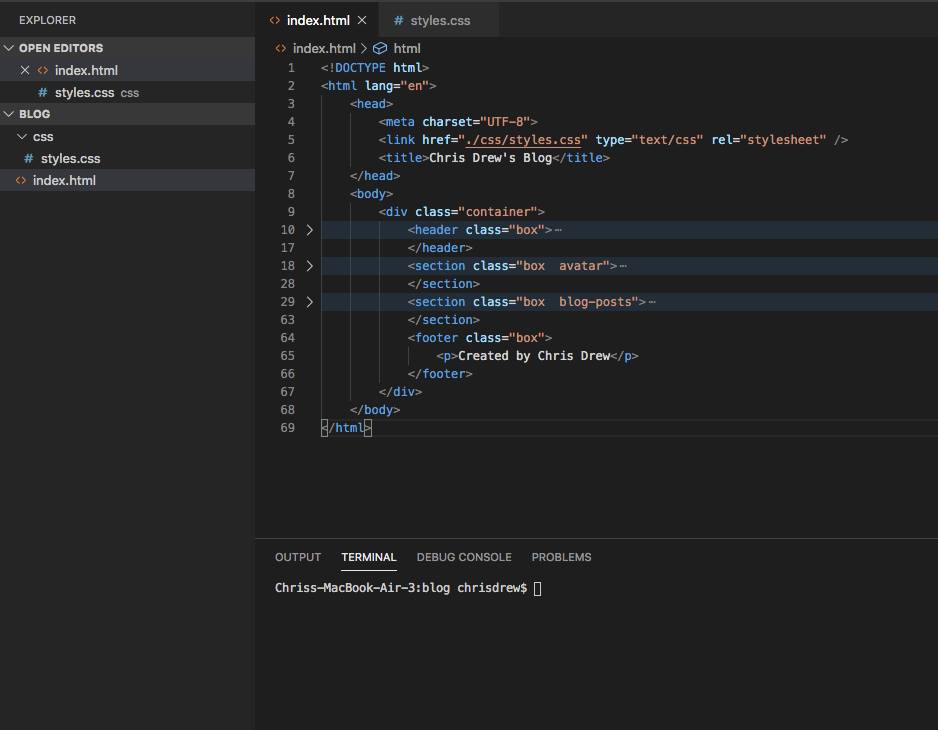 EXPLORER
OPEN EDITORS
index.html
# styles.css css
BLOG
css
# styles.css
index.html
index.html # styles.css
index.html > html
1 <!DOCTYPE html>
2 <html lang="en">
3 <head>
4 <meta charset="UTF-8">
5 <link href="./css/styles.css" type="text/css" rel="stylesheet" />
6 <title>Chris Drew's Blog</title>
7 </head>
8 <body>
9 <div class="container">
10 <header class="box">⋯
17 </header>
18 <section class="box  avatar">⋯
28 </section>
29 <section class="box  blog-posts">⋯
63 </section>
64 <footer class="box">
65 <p>Created by Chris Drew</p>
66 </footer>
67 </div>
68 </body>
69 </html>
OUTPUT TERMINAL DEBUG CONSOLE PROBLEMS
Chriss-MacBook-Air-3:blog chrisdrew$